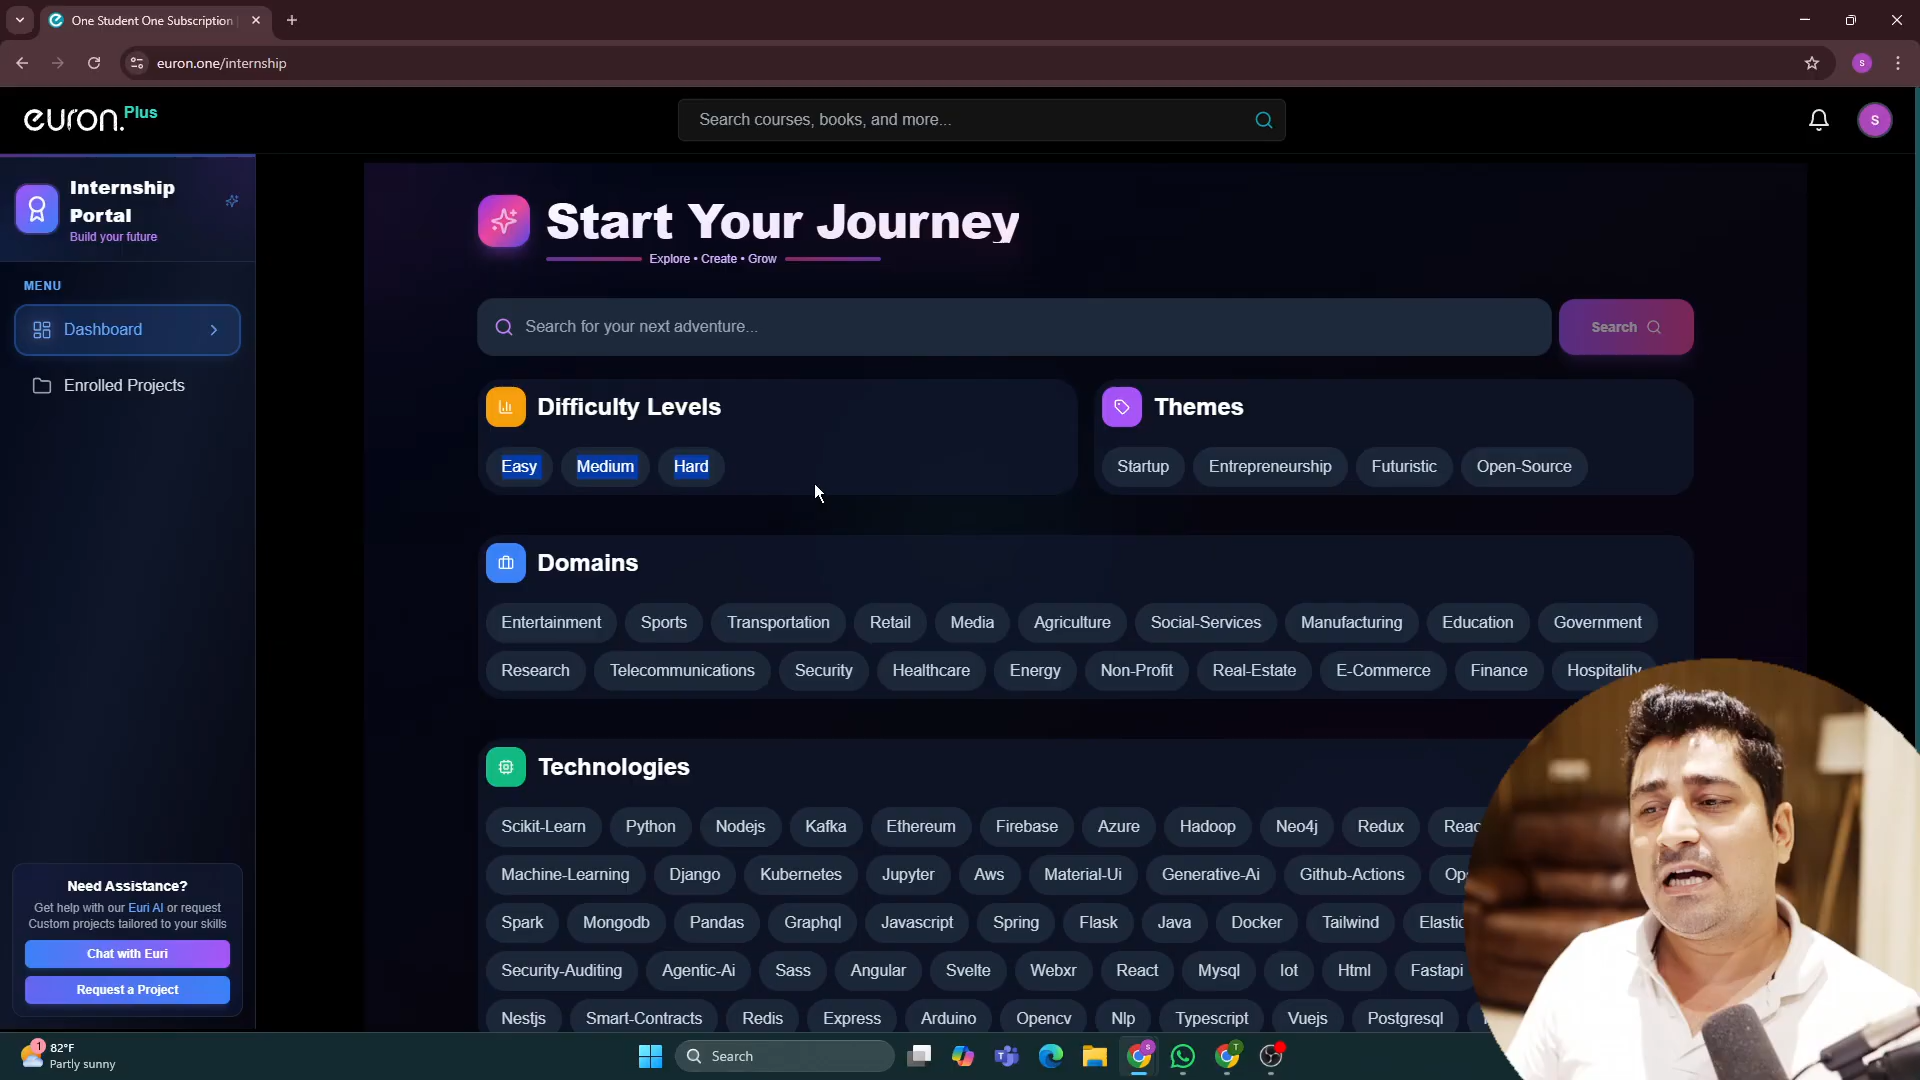 One Student One Subscription
euron.one/internship
euron.Plus
Search courses, books, and more...
S
S
Internship
Portal
Build your future
MENU
Dashboard
Enrolled Projects
Need Assistance?
Get help with our Euri AI or request
Custom projects tailored to your skills
Chat with Euri
Request a Project
Start Your Journey
Explore • Create • Grow
Search for your next adventure...
Search
Difficulty Levels
Easy Medium Hard
Themes
Startup Entrepreneurship Futuristic Open-Source
Domains
Entertainment Sports Transportation Retail Media Agriculture Social-Services Manufacturing Education Government
Research Telecommunications Security Healthcare Energy Non-Profit Real-Estate E-Commerce Finance Hospitality
Technologies
Scikit-Learn Python Nodejs Kafka Ethereum Firebase Azure Hadoop Neo4j Redux
Machine-Learning Django Kubernetes Jupyter Aws Material-Ui Generative-Ai Github-Actions
Spark Mongodb Pandas Graphql Javascript Spring Flask Java Docker Tailwind
Security-Auditing Agentic-Ai Sass Angular Svelte Webxr React Mysql Iot Html Fastapi
Nestjs Smart-Contracts Redis Express Arduino Opencv Nlp Typescript Vuejs Postgresql
1
82°F
Partly sunny
Search
S
T